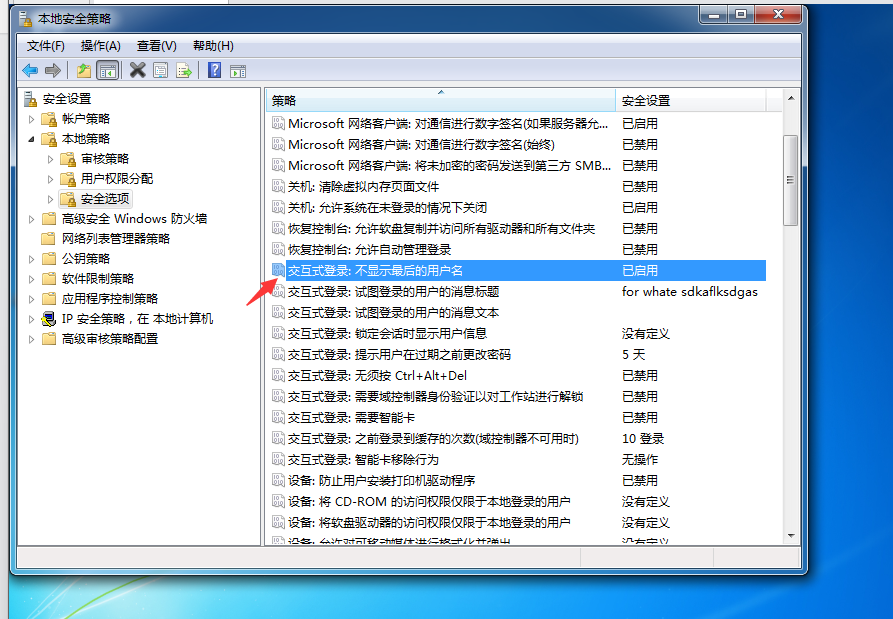 本地安全策略
文件(F) 操作(A) 查看(V) 帮助(H)
安全设置
帐户策略
本地策略
审核策略
用户权限分配
安全选项
高级安全 Windows 防火墙
网络列表管理器策略
公钥策略
软件限制策略
应用程序控制策略
IP 安全策略，在 本地计算机
高级审核策略配置
策略 安全设置
Microsoft 网络客户端: 对通信进行数字签名(如果服务器允... 已启用
Microsoft 网络客户端: 对通信进行数字签名(始终) 已禁用
Microsoft 网络客户端: 将未加密的密码发送到第三方 SMB... 已禁用
关机: 清除虚拟内存页面文件 已禁用
关机: 允许系统在未登录的情况下关闭 已启用
恢复控制台: 允许软盘复制并访问所有驱动器和所有文件夹 已禁用
恢复控制台: 允许自动管理登录 已禁用
交互式登录: 不显示最后的用户名 已启用
交互式登录: 试图登录的用户的消息标题 for whate sdkaflksdgas
交互式登录: 试图登录的用户的消息文本
交互式登录: 锁定会话时显示用户信息 没有定义
交互式登录: 提示用户在过期之前更改密码 5 天
交互式登录: 无须按 Ctrl+Alt+Del 已禁用
交互式登录: 需要域控制器身份验证以对工作站进行解锁 已禁用
交互式登录: 需要智能卡 已禁用
交互式登录: 之前登录到缓存的次数(域控制器不可用时) 10 登录
交互式登录: 智能卡移除行为 无操作
设备: 防止用户安装打印机驱动程序 已禁用
设备: 将 CD-ROM 的访问权限仅限于本地登录的用户 没有定义
设备: 将软盘驱动器的访问权限仅限于本地登录的用户 没有定义
设备: 允许对可移动媒体进行格式化并弹出 没有定义